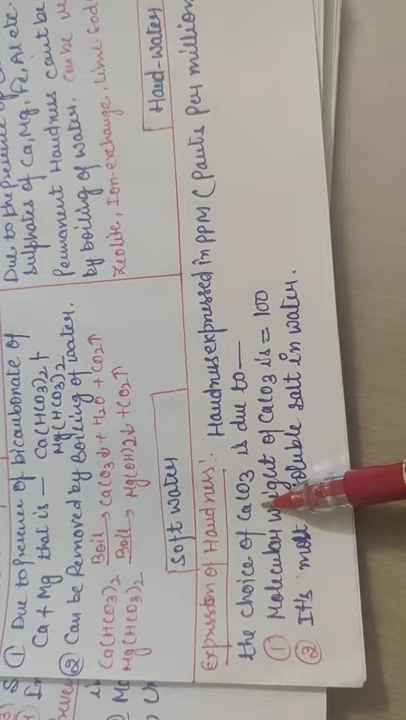 ① Due to presence of bicarbonate of
Ca + Mg that is – Ca(HCO3)2 +
Mg(HCO3)2
② Can be Removed by Boiling of water.
Ca(HCO3)2 Boil → CaCO3↓ + H2O + CO2↑
Mg(HCO3)2 Boil → Mg(OH)2↓ + CO2↑
Due to the presence of
Sulphates of Ca, Mg, Fe, Al etc.
Permanent Hardness can't be
by boiling of water. can be
Zeolite, Ion-exchange, lime-soda
Soft water
Hard-water
Expression of Hardness:- Hardness expressed in PPM (Parts per million
the choice of CaCO3 is due to —
① Molecular weight of CaCO3 is = 100
② It's most soluble salt in water.